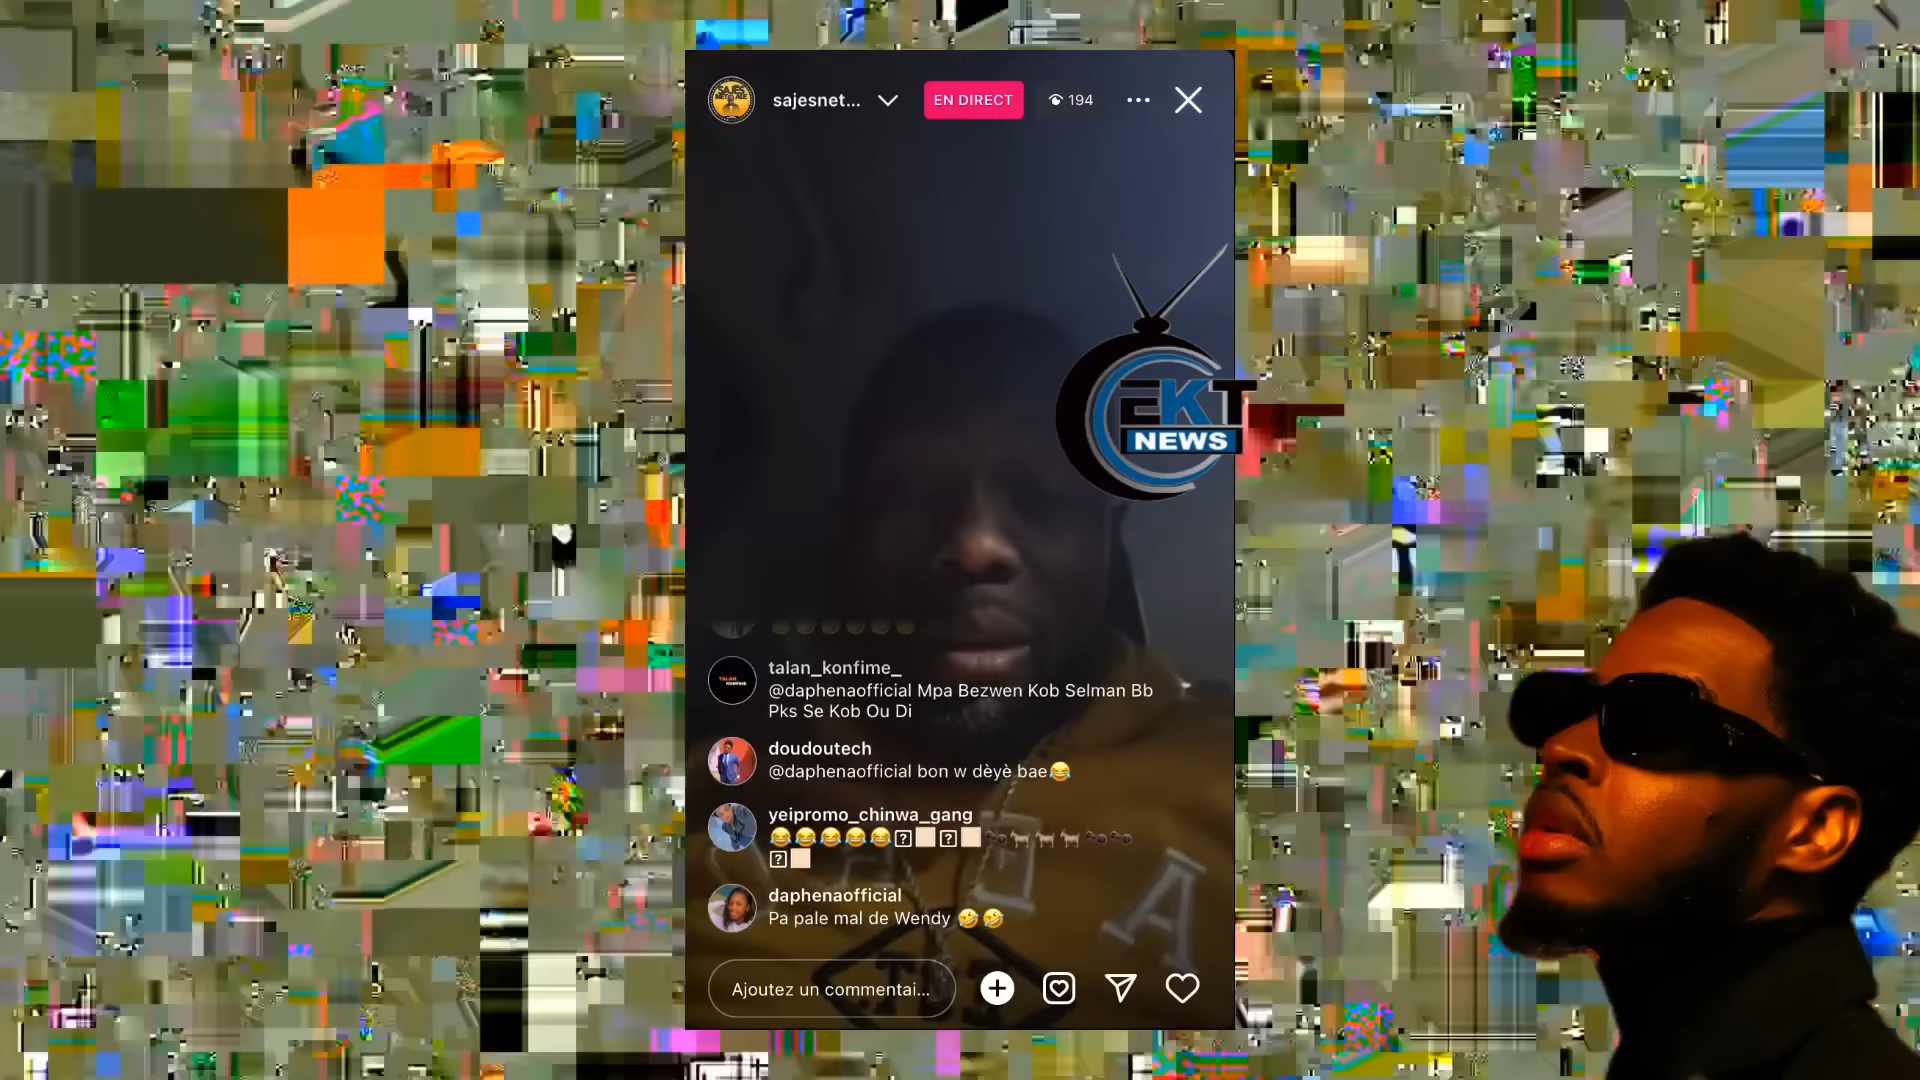 sajesnet...
EN DIRECT
194
EKT
NEWS
talan_konfime_
@daphenaofficial Mpa Bezwen Kob Selman Bb
Pks Se Kob Ou Di
doudoutech
@daphenaofficial bon w dèyè bae😂
yeipromo_chinwa_gang
😂😂😂😂😂
daphenaofficial
Pa pale mal de Wendy 🤣🤣
Ajoutez un commentai...